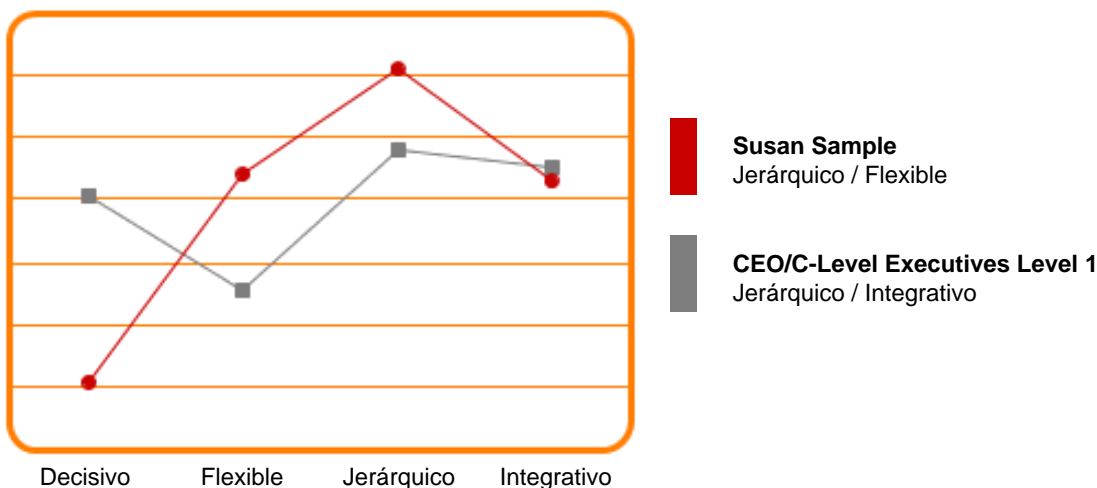 Susan Sample
Jerárquico / Flexible
CEO/C-Level Executives Level 1
Jerárquico / Integrativo
Decisivo
Flexible
Jerárquico
Integrativo